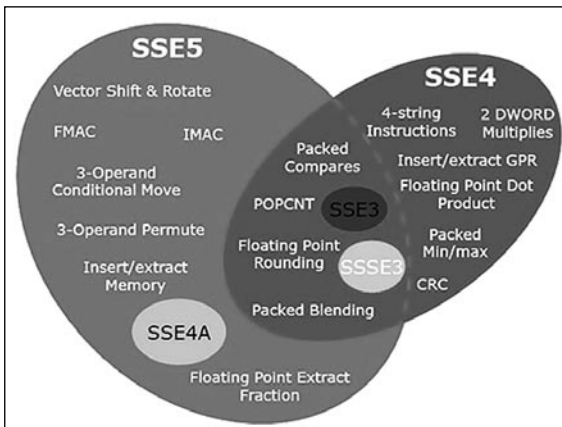 SSE5
Vector Shift & Rotate
FMAC
IMAC
3-Operand
Conditional Move
3-Operand Permute
Insert/extract
Memory
SSE4A
Floating Point Extract
Fraction
Packed
Compares
POPCNT
SSE3
Floating Point
Rounding
SSSE3
Packed Blending
SSE4
4-string
Instructions
2 DWORD
Multiplies
Insert/extract GPR
Floating Point Dot
Product
Packed
Min/max
CRC